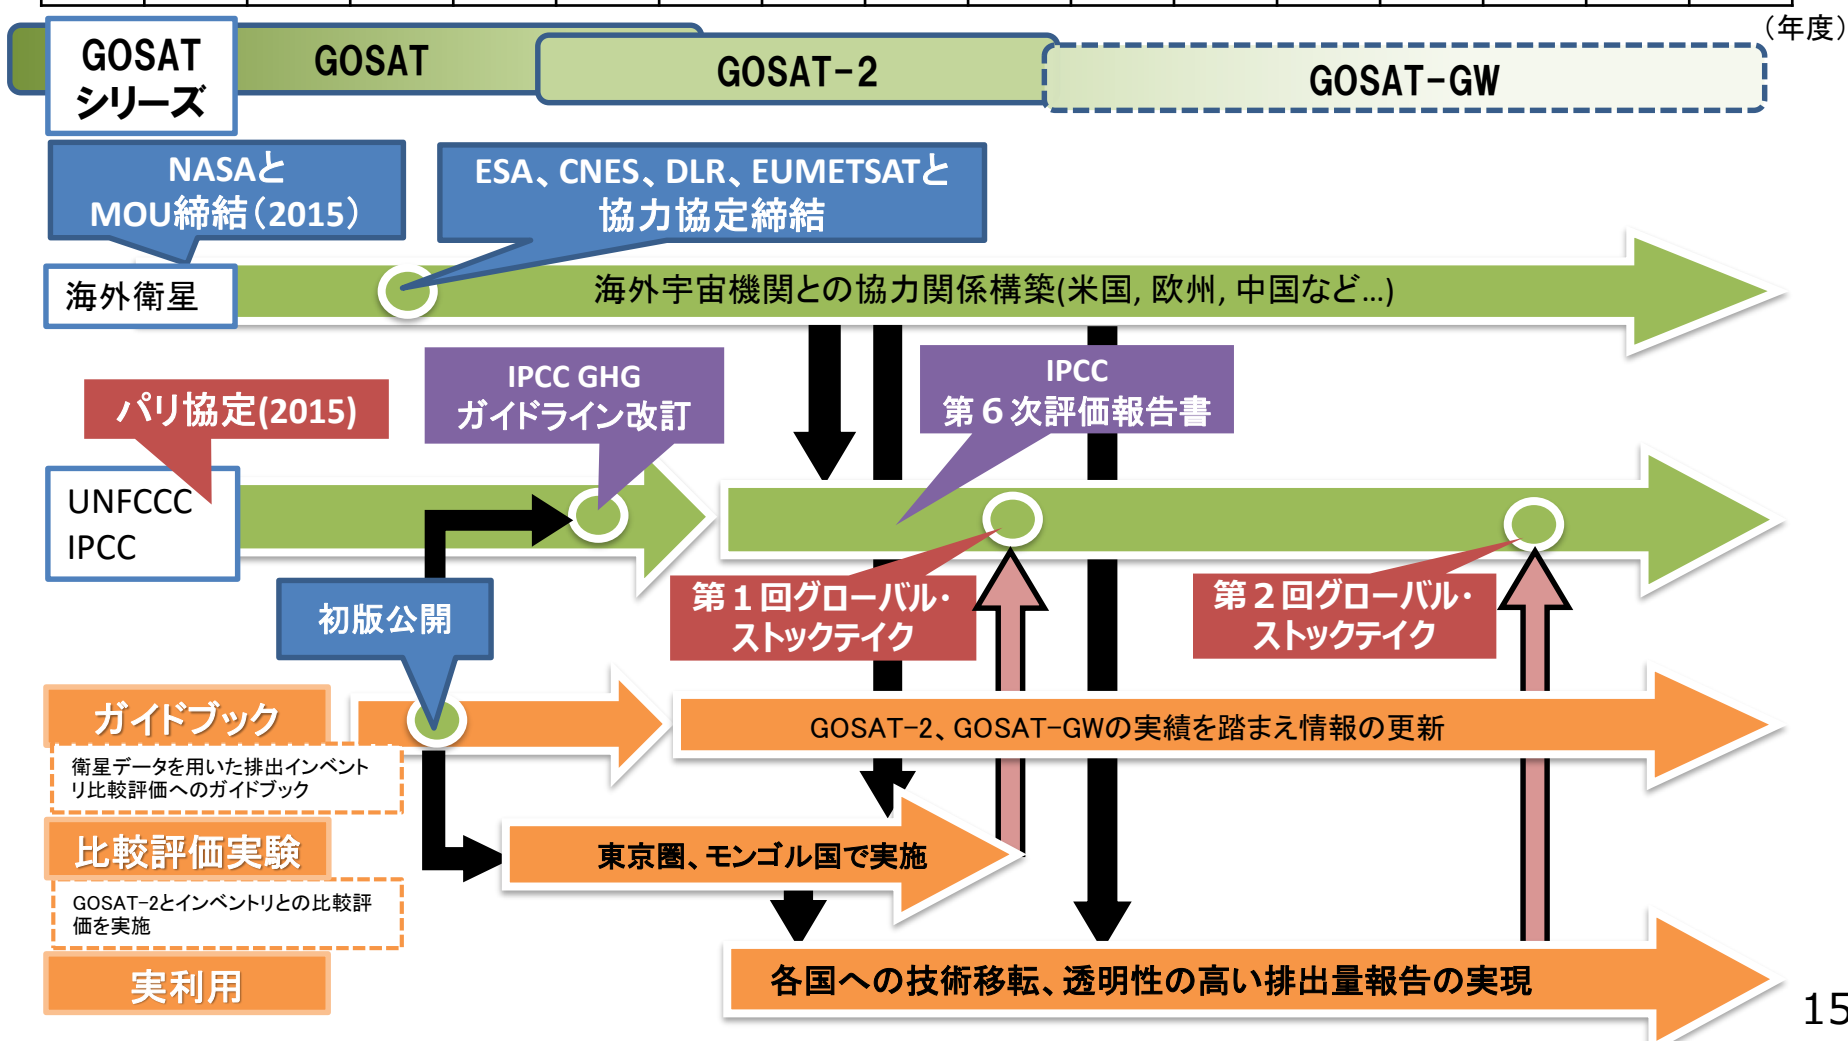 （年度）
GOSAT
シリーズ
GOSAT
GOSAT-2
GOSAT-GW
NASAと
MOU締結（2015）
ESA、CNES、DLR、EUMETSATと
協力協定締結
海外衛星
海外宇宙機関との協力関係構築(米国, 欧州, 中国など…)
パリ協定(2015)
IPCC GHG
ガイドライン改訂
IPCC
第６次評価報告書
UNFCCC
IPCC
初版公開
第１回グローバル・
ストックテイク
第２回グローバル・
ストックテイク
ガイドブック
GOSAT-2、GOSAT-GWの実績を踏まえ情報の更新
衛星データを用いた排出インベント
リ比較評価へのガイドブック
比較評価実験
東京圏、モンゴル国で実施
GOSAT-2とインベントリとの比較評
価を実施
実利用
各国への技術移転、透明性の高い排出量報告の実現
15